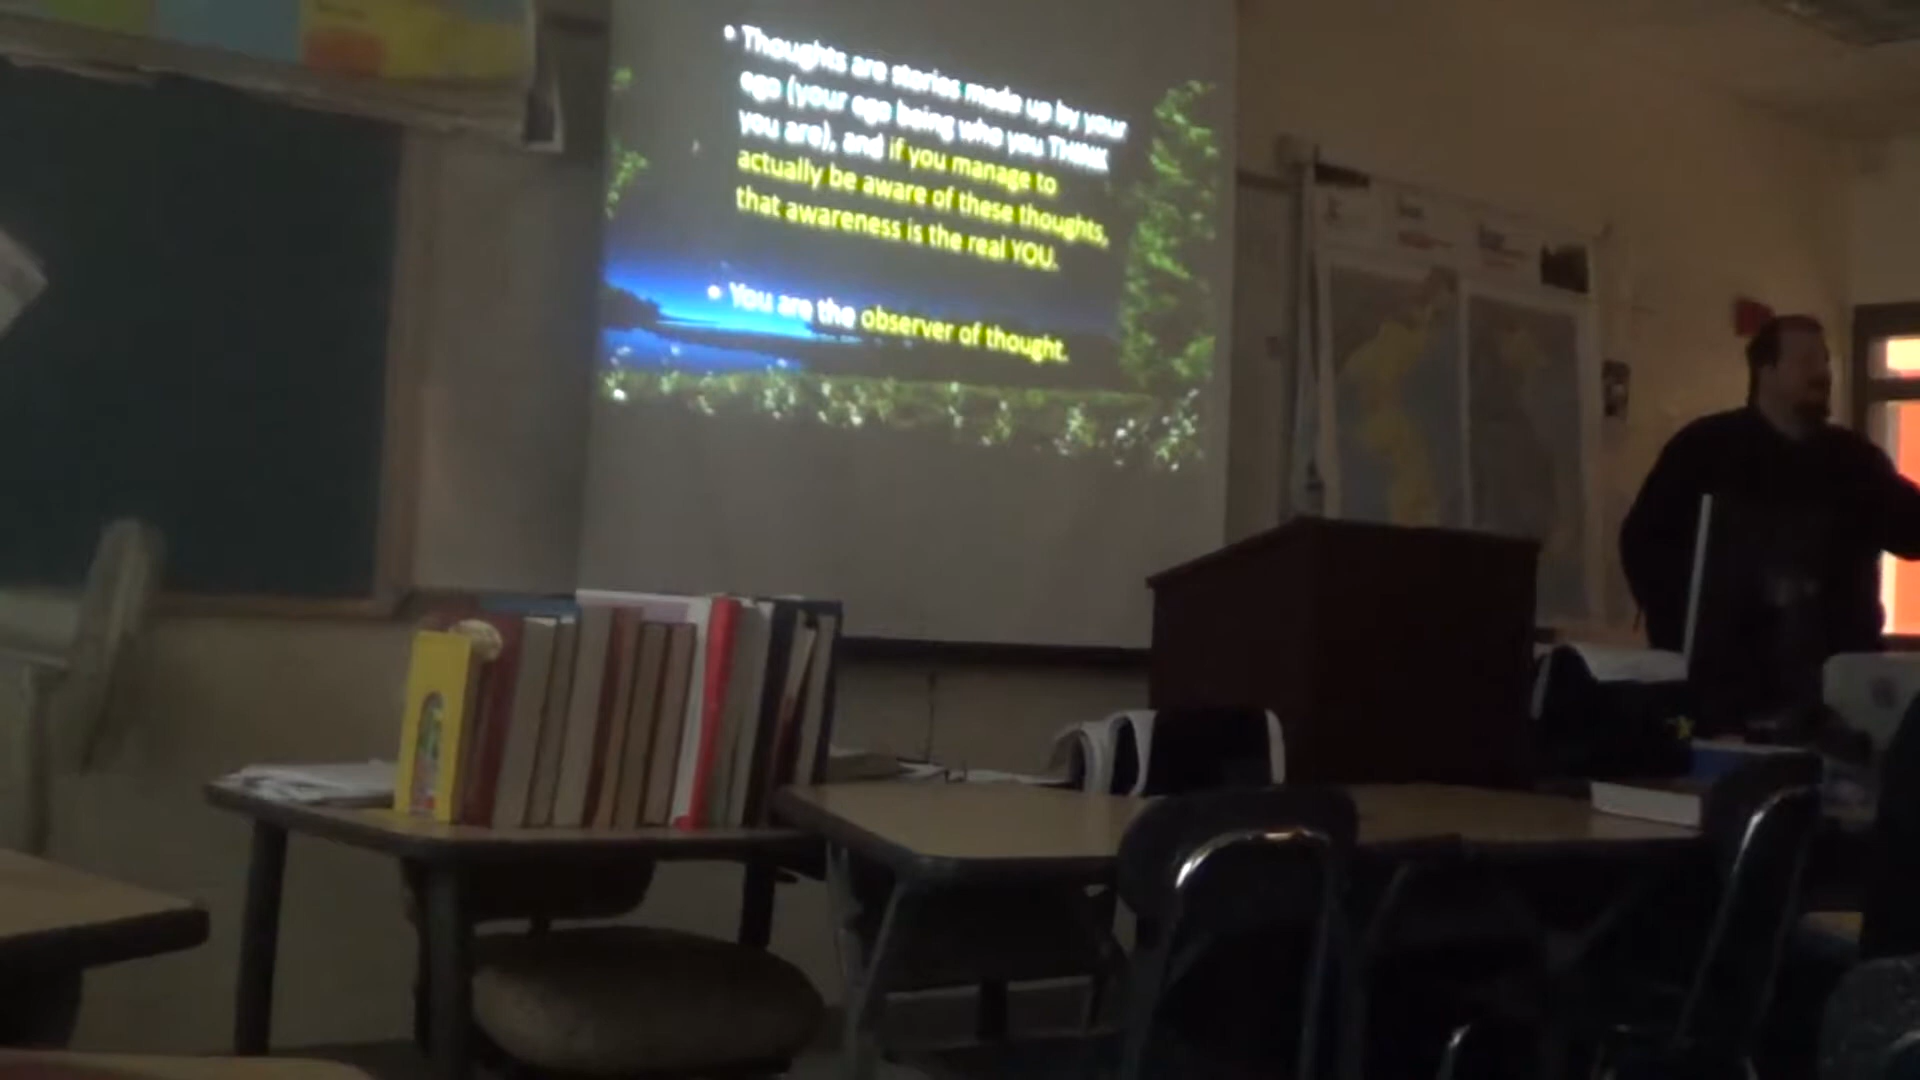 • Thoughts are stories made up by your
ego (your ego being who you THINK
you are), and if you manage to
actually be aware of these thoughts,
that awareness is the real YOU.
• You are the observer of thought.